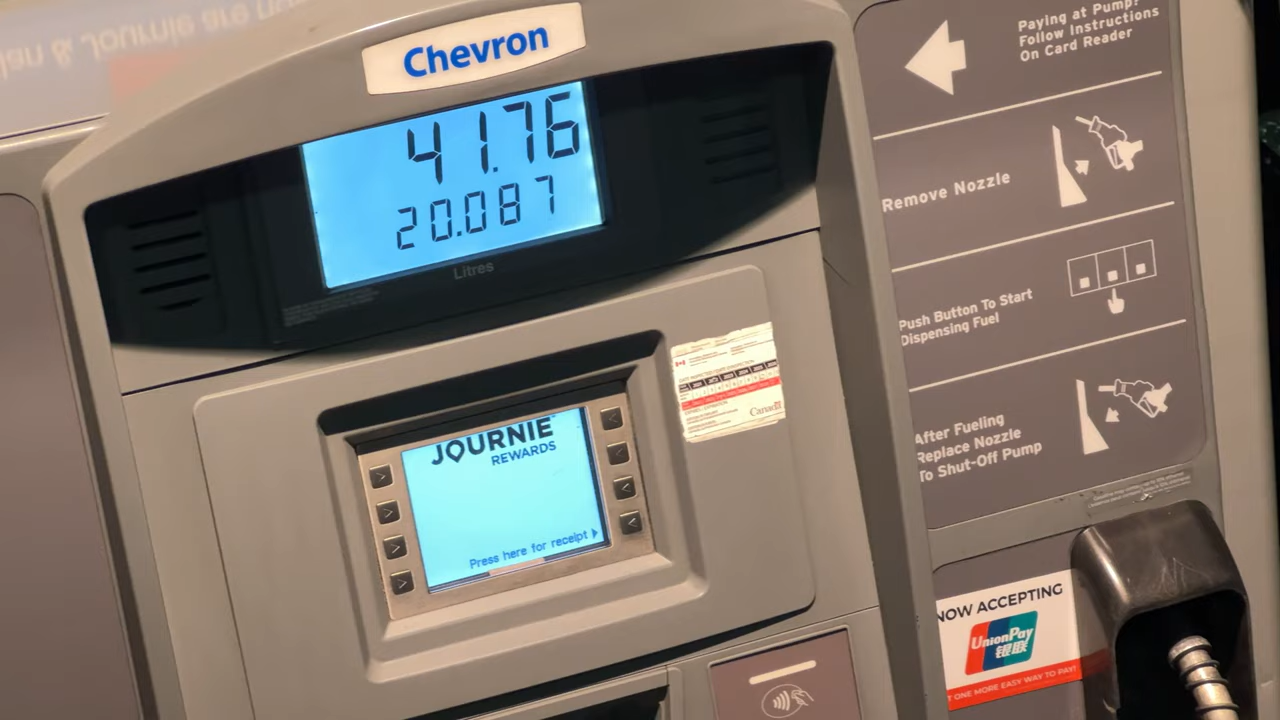 Chevron
41.76
20.087
Litres
JOURNIE
REWARDS
Press here for receipt
Canada
Paying at Pump?
Follow Instructions
On Card Reader
Remove Nozzle
Push Button To Start
Dispensing Fuel
After Fueling
Replace Nozzle
To Shut-Off Pump
NOW ACCEPTING
UnionPay
银联
ONE MORE EASY WAY TO PAY!